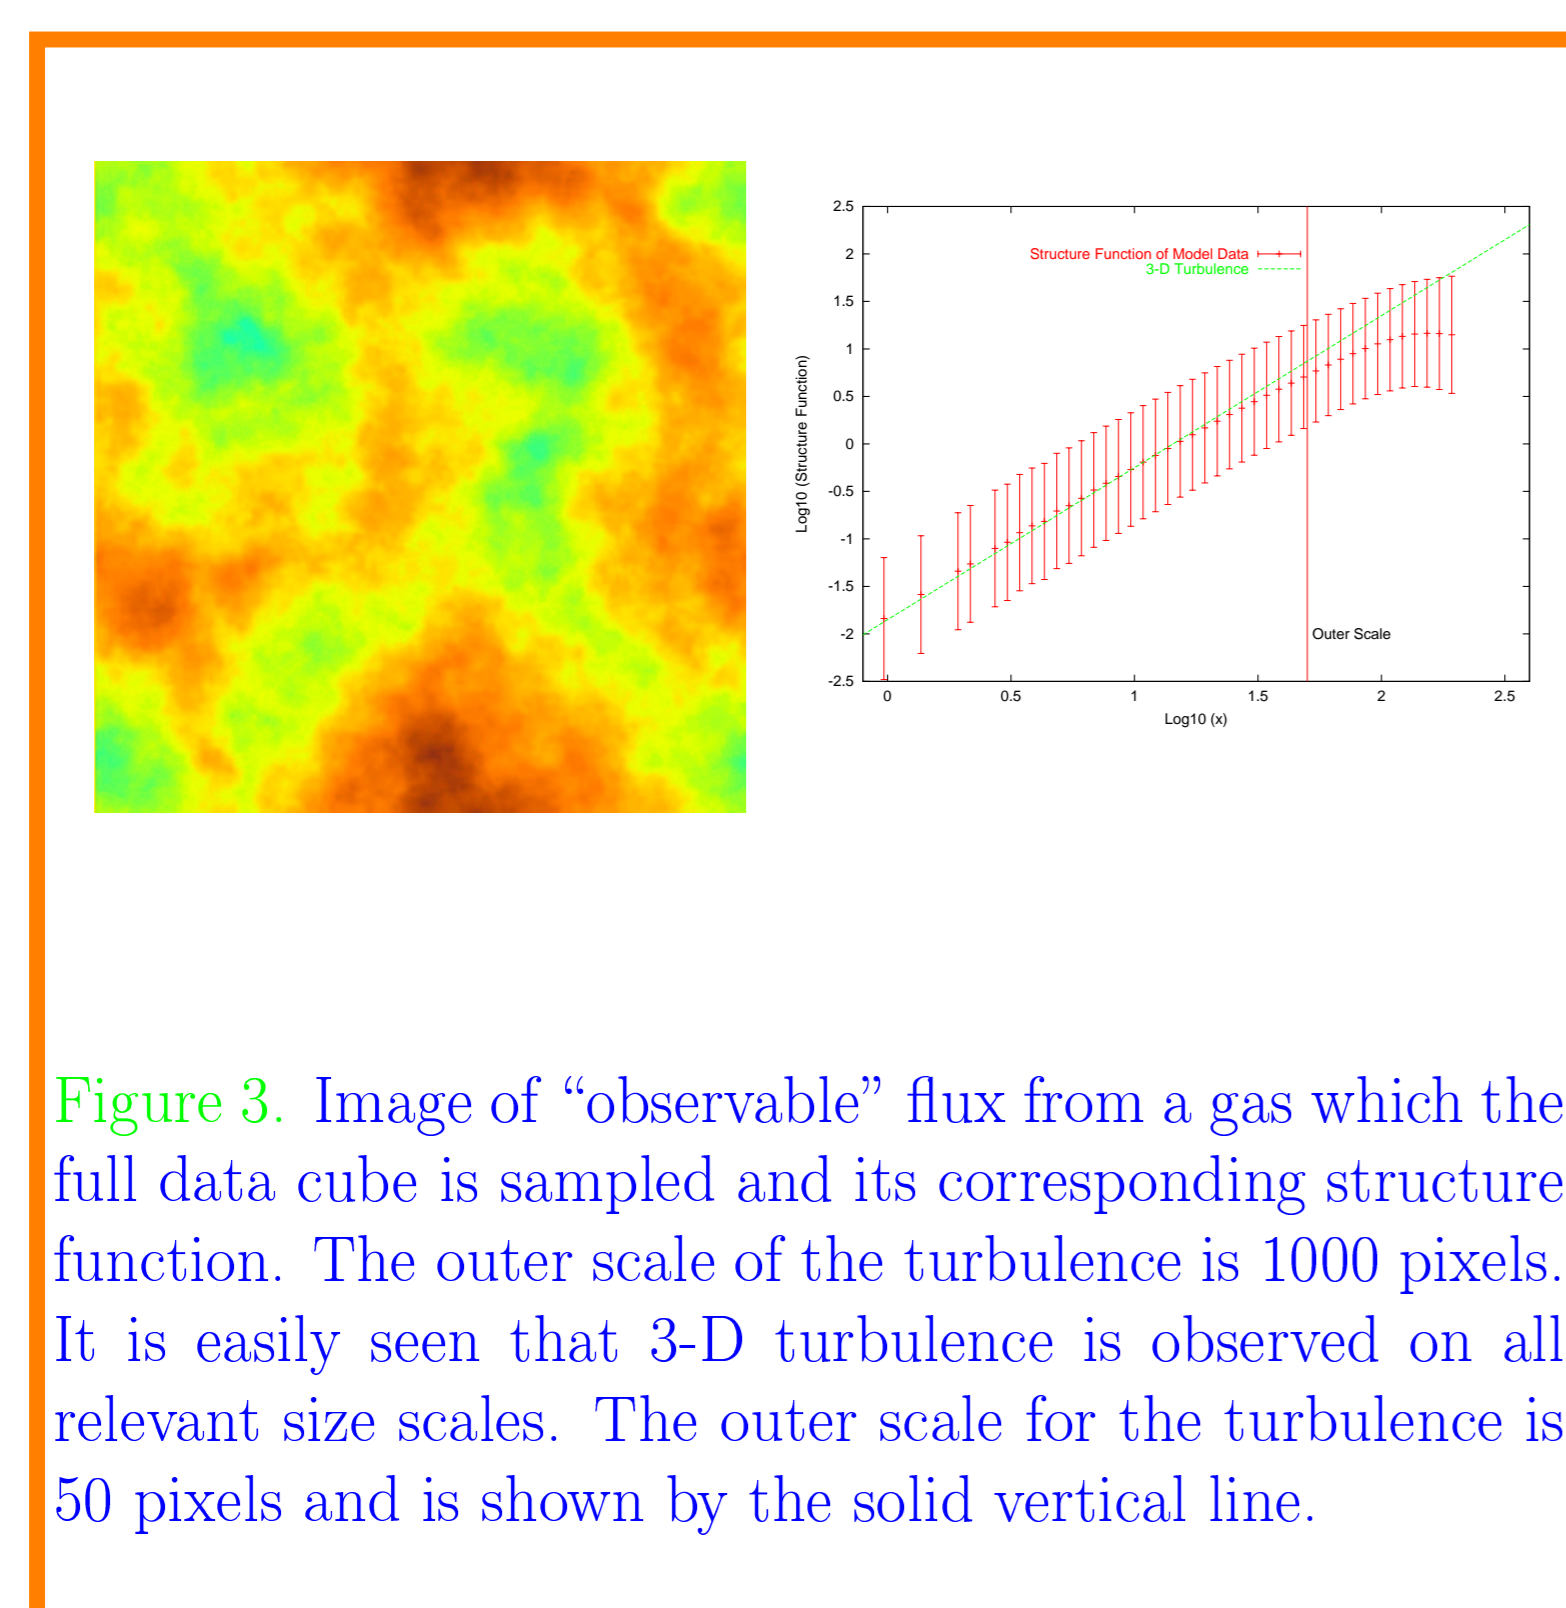 2.5
2
1.5
1
0.5
0
-0.5
-1
-1.5
-2
-2.5
Log10 (Structure Function)
Structure Function of Model Data
3-D Turbulence
Outer Scale
0 0.5 1 1.5 2 2.5
Log10 (x)
Figure 3. Image of “observable” flux from a gas which the
full data cube is sampled and its corresponding structure
function. The outer scale of the turbulence is 1000 pixels.
It is easily seen that 3-D turbulence is observed on all
relevant size scales. The outer scale for the turbulence is
50 pixels and is shown by the solid vertical line.